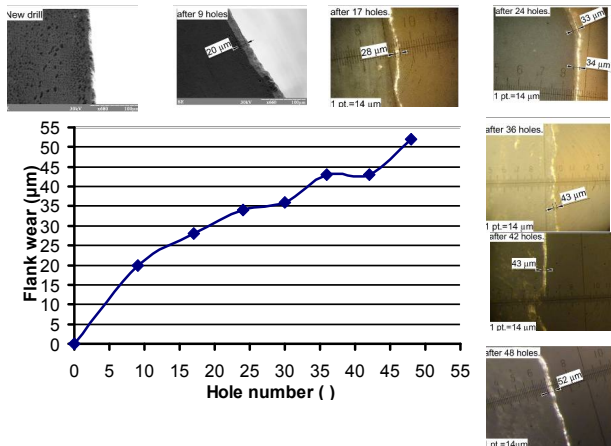 New drill
after 9 holes.
20 µm
100µm
after 17 holes.
28 µm
1 pt.=14 µm
after 24 holes.
33 µm
34 µm
1 pt.=14 µm
after 36 holes.
43 µm
1 pt.=14 µm
after 42 holes.
43 µm
1 pt.=14 µm
after 48 holes.
52 µm
1 pt.=14µm
Flank wear (µm)
55
50
45
40
35
30
25
20
15
10
5
0
0 5 10 15 20 25 30 35 40 45 50 55
Hole number ( )